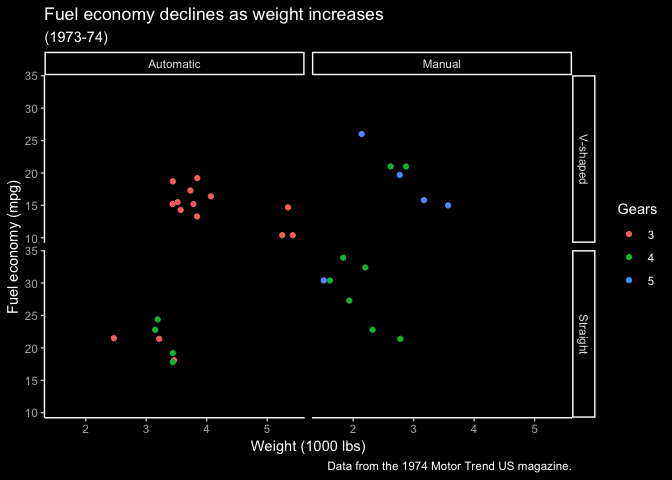 Fuel economy declines as weight increases
(1973-74)
Automatic
Manual
35
30
25
20
15
10
V-shaped
35
30
25
20
15
10
Straight
Fuel economy (mpg)
2
3
4
5
2
3
4
5
Weight (1000 lbs)
Gears
3
4
5
Data from the 1974 Motor Trend US magazine.